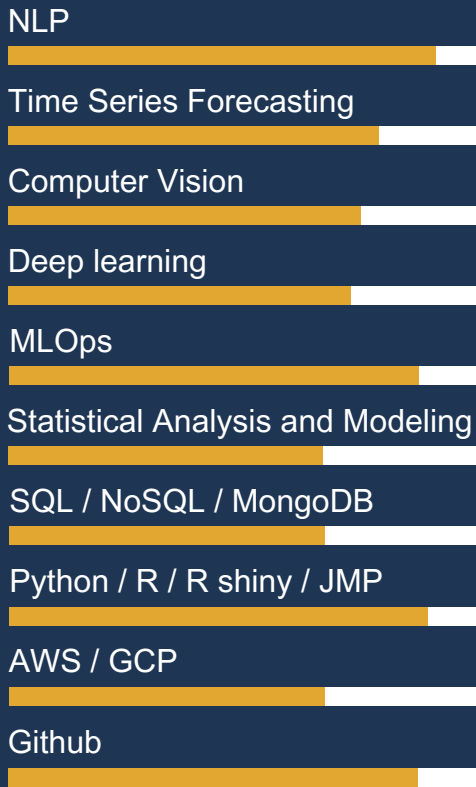 NLP
Time Series Forecasting
Computer Vision
Deep learning
MLOps
Statistical Analysis and Modeling
SQL / NoSQL / MongoDB
Python / R / R shiny / JMP
AWS / GCP
Github